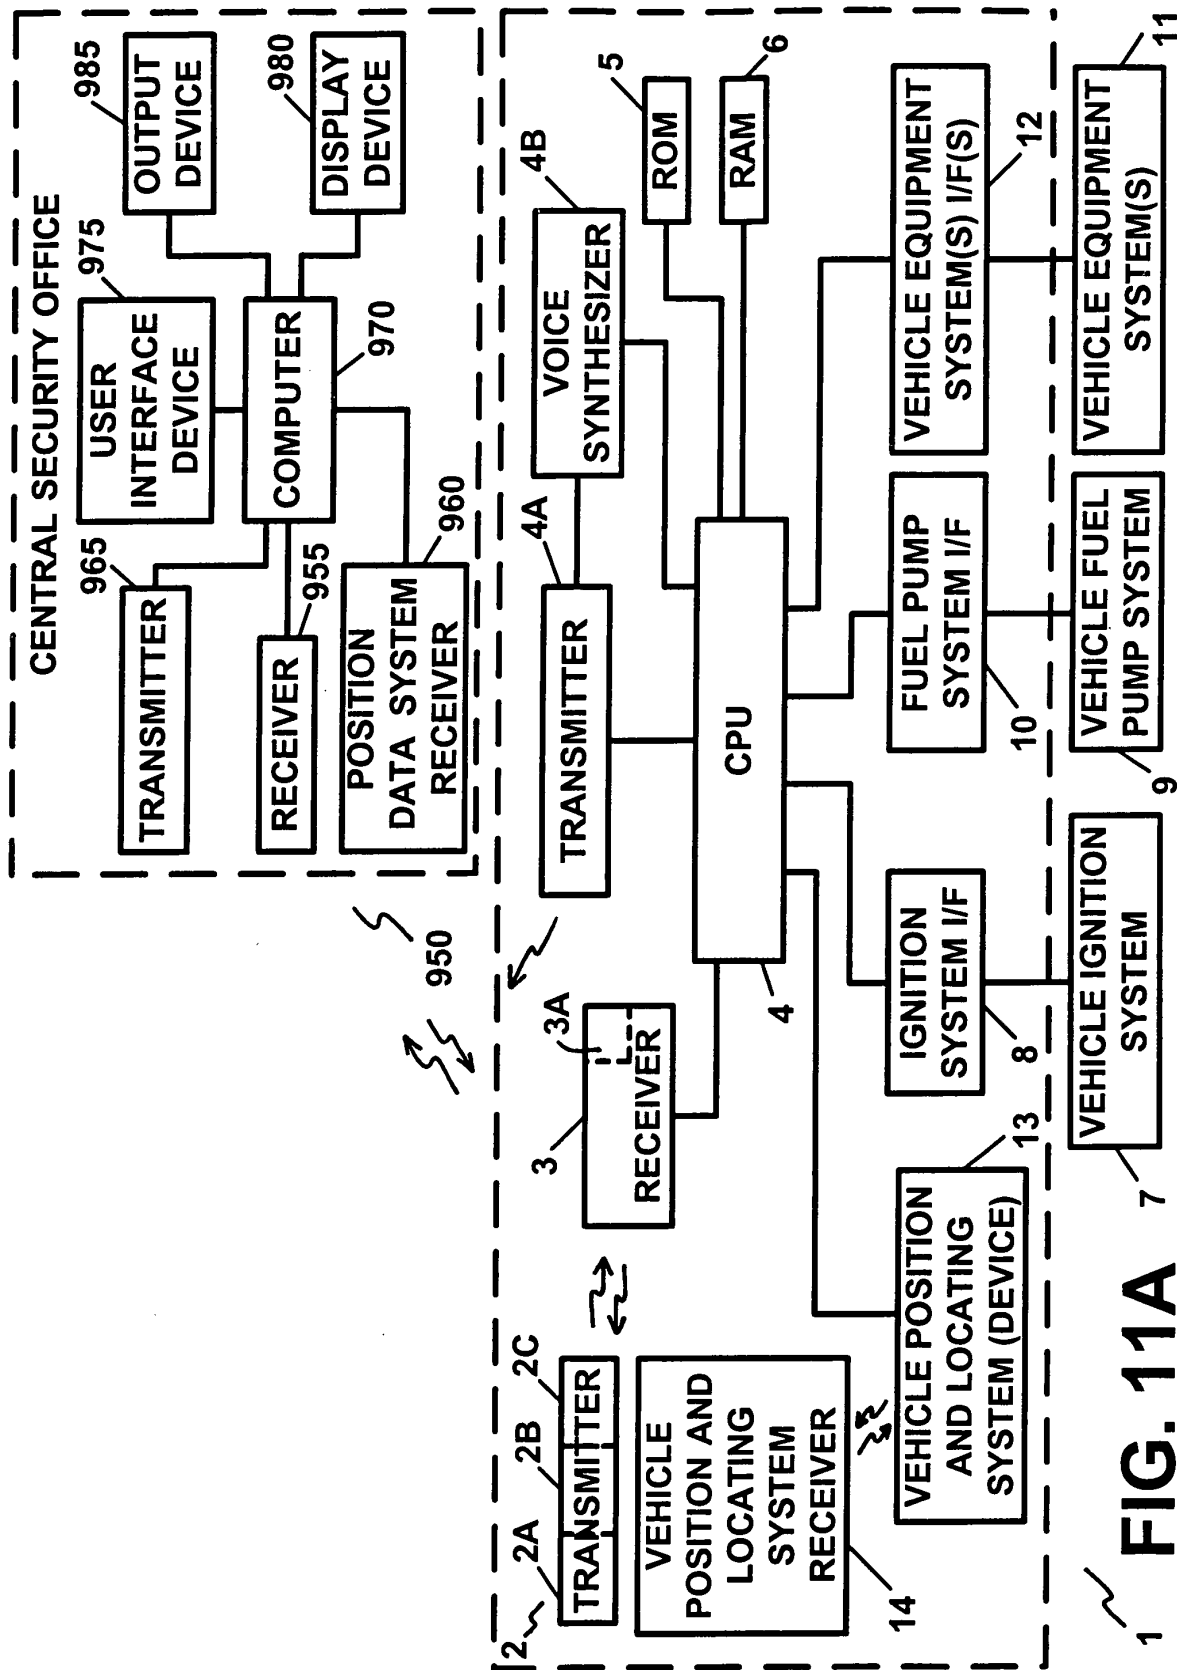 CENTRAL SECURITY OFFICE
965
TRANSMITTER
RECEIVER
955
POSITION
DATA SYSTEM
RECEIVER
960
USER
INTERFACE
DEVICE
975
COMPUTER
970
OUTPUT
DEVICE
985
DISPLAY
DEVICE
980
950
2
2A
2B
2C
TRANSMITTER
VEHICLE
POSITION AND
LOCATING
SYSTEM
RECEIVER
14
3
3A
RECEIVER
4A
TRANSMITTER
4B
VOICE
SYNTHESIZER
5
ROM
RAM
6
CPU
4
VEHICLE POSITION
AND LOCATING
SYSTEM (DEVICE)
13
IGNITION
SYSTEM I/F
8
FUEL PUMP
SYSTEM I/F
10
VEHICLE EQUIPMENT
SYSTEM(S) I/F(S)
12
VEHICLE IGNITION
SYSTEM
7
VEHICLE FUEL
PUMP SYSTEM
9
VEHICLE EQUIPMENT
SYSTEM(S)
11
1
FIG. 11A